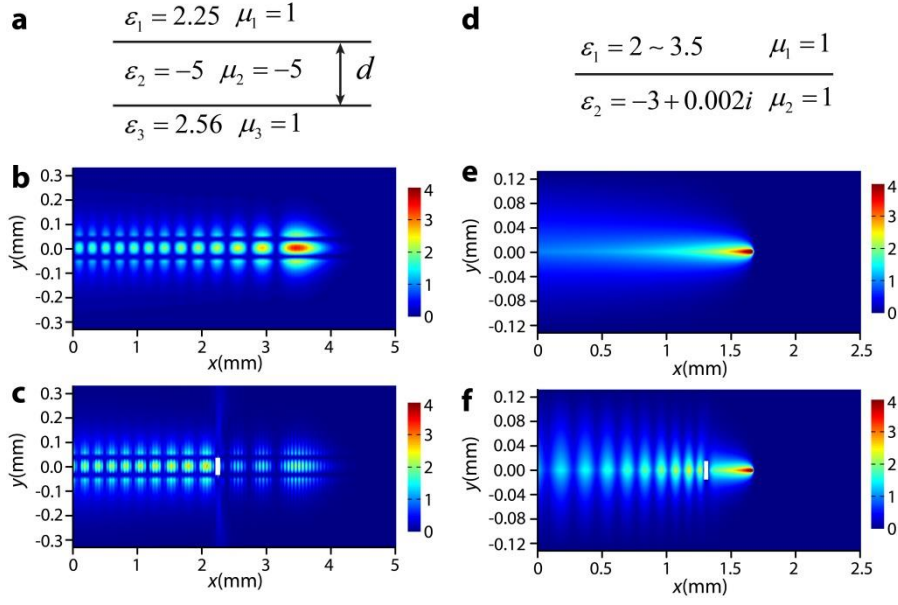 a
ε₁ = 2.25 μ₁ = 1
ε₂ = −5 μ₂ = −5 d
ε₃ = 2.56 μ₃ = 1
b
y(mm)
0.3
0.2
0.1
0.0
-0.1
-0.2
-0.3
0 1 2 3 4 5
x(mm)
4
3
2
1
0
c
y(mm)
0.3
0.2
0.1
0.0
-0.1
-0.2
-0.3
0 1 2 3 4 5
x(mm)
4
3
2
1
0
d
ε₁ = 2 ~ 3.5 μ₁ = 1
ε₂ = −3 + 0.002i μ₂ = 1
e
y(mm)
0.12
0.08
0.04
0.00
-0.04
-0.08
-0.12
0 0.5 1 1.5 2 2.5
x(mm)
4
3
2
1
0
f
y(mm)
0.12
0.08
0.04
0.00
-0.04
-0.08
-0.12
0 0.5 1 1.5 2 2.5
x(mm)
4
3
2
1
0